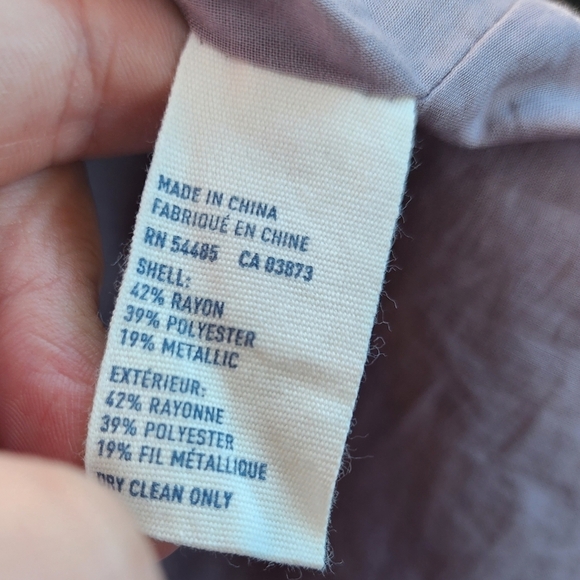 MADE IN CHINA
FABRIQUÉ EN CHINE
RN 54485 CA 03873
SHELL:
42% RAYON
39% POLYESTER
19% METALLIC
EXTÉRIEUR:
42% RAYONNE
39% POLYESTER
19% FIL MÉTALLIQUE
DRY CLEAN ONLY